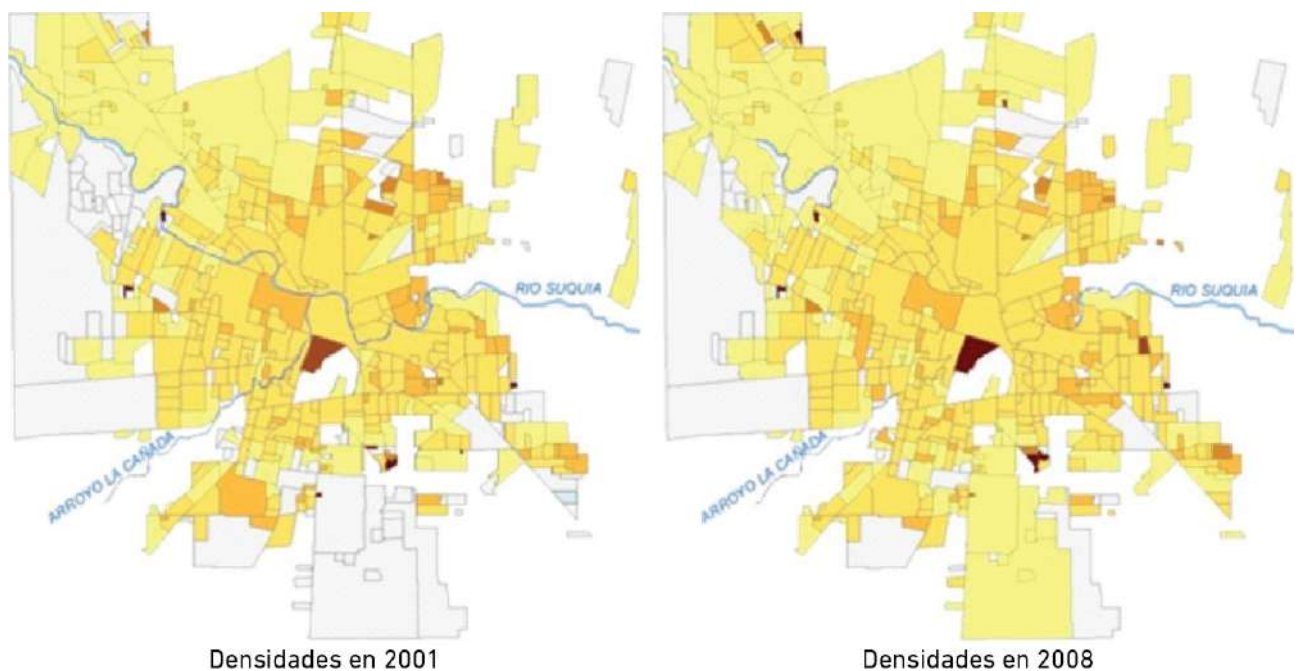 RIO SUQUIA
ARROYO LA CAÑADA
Densidades en 2001
RIO SUQUIA
ARROYO LA CAÑADA
Densidades en 2008